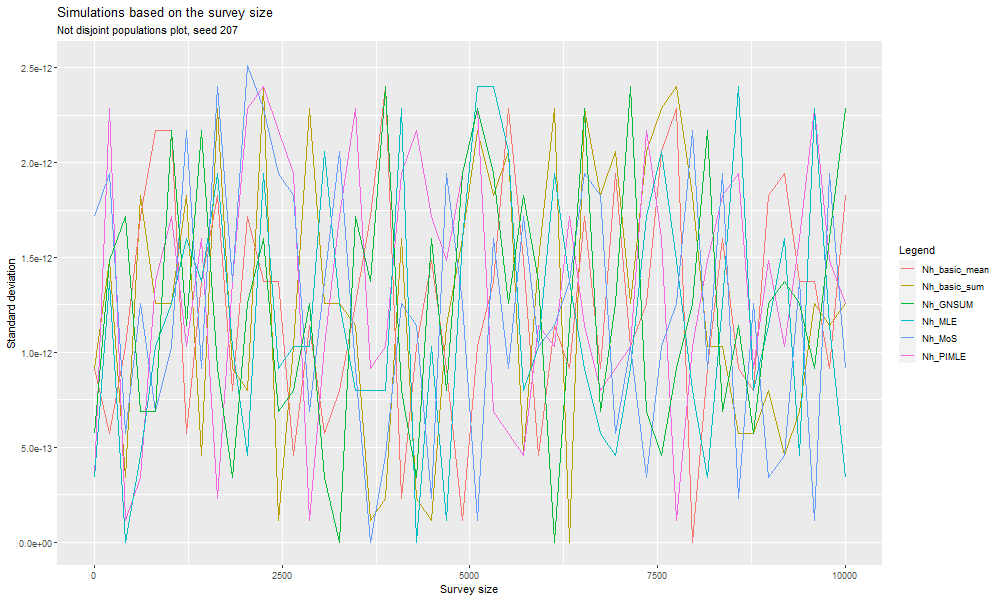 Simulations based on the survey size
Not disjoint populations plot, seed 207
Standard deviation
2.5e-12
2.0e-12
1.5e-12
1.0e-12
5.0e-13
0.0e+00
0
2500
5000
7500
10000
Survey size
Legend
Nh_basic_mean
Nh_basic_sum
Nh_GNSUM
Nh_MLE
Nh_MoS
Nh_PIMLE